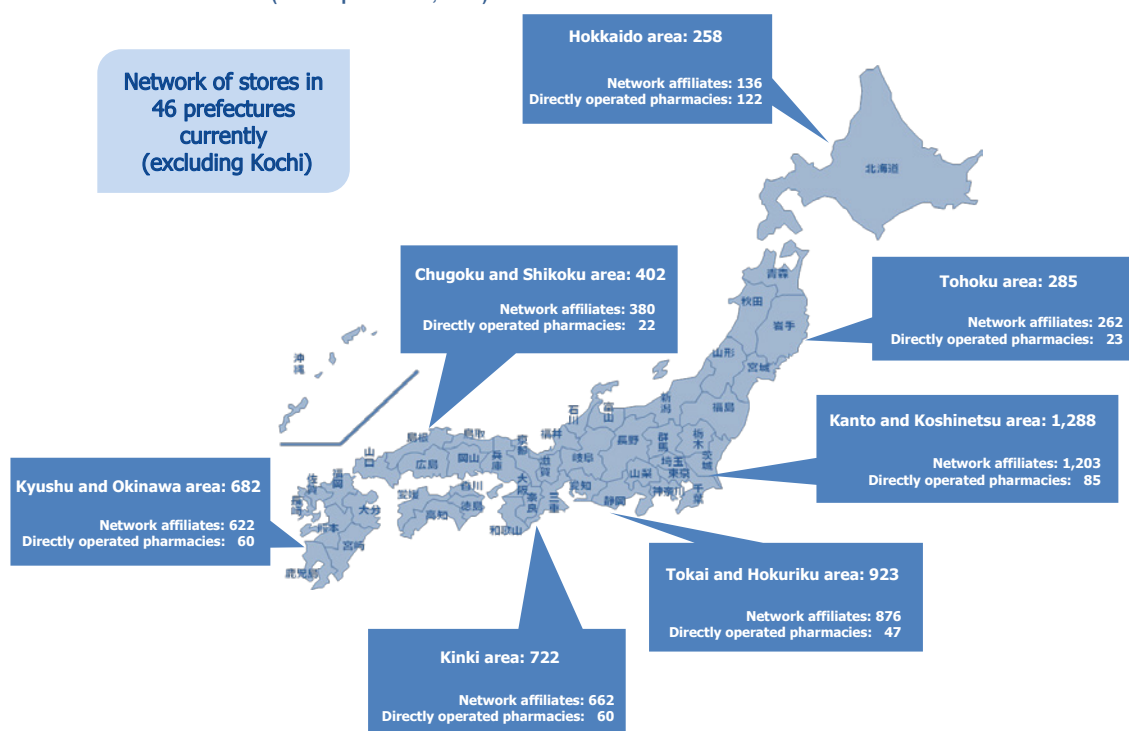 Hokkaido area: 258
Network affiliates: 136
Directly operated pharmacies: 122
Network of stores in
46 prefectures
currently
(excluding Kochi)
北海道
Chugoku and Shikoku area: 402
Network affiliates: 380
Directly operated pharmacies: 22
Tohoku area: 285
Network affiliates: 262
Directly operated pharmacies: 23
青森
秋田
岩手
山形
宮城
福島
新潟
沖縄
Kanto and Koshinetsu area: 1,288
Network affiliates: 1,203
Directly operated pharmacies: 85
石川
富山
福井
長野
群馬
栃木
茨城
埼玉
東京
山梨
神奈川
千葉
岐阜
愛知
静岡
滋賀
京都
大阪
奈良
三重
和歌山
兵庫
鳥取
島根
岡山
広島
山口
香川
徳島
愛媛
高知
福岡
佐賀
長崎
大分
熊本
宮崎
鹿児島
Kyushu and Okinawa area: 682
Network affiliates: 622
Directly operated pharmacies: 60
Tokai and Hokuriku area: 923
Network affiliates: 876
Directly operated pharmacies: 47
Kinki area: 722
Network affiliates: 662
Directly operated pharmacies: 60